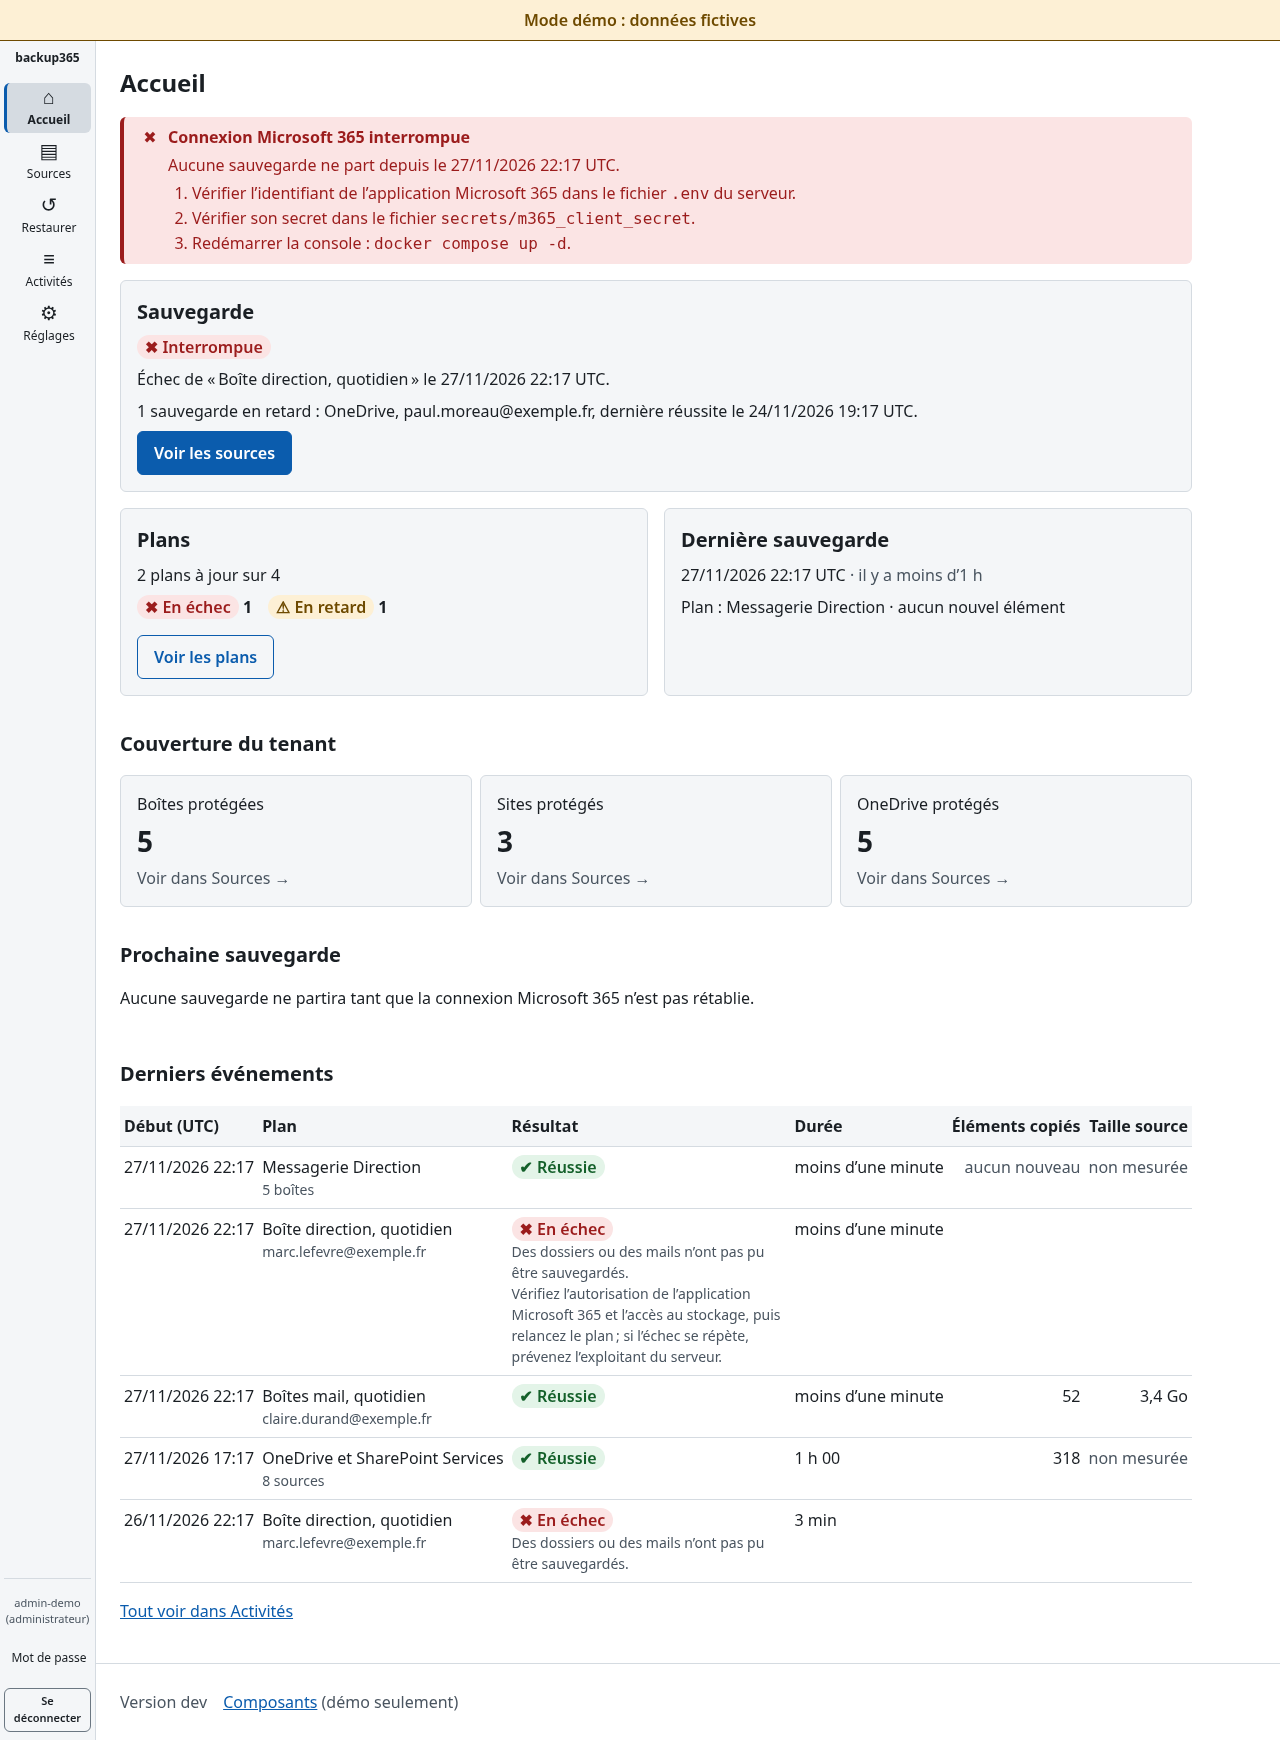 Mode démo : données fictives
backup365
Accueil
Sources
Restaurer
Activités
Réglages
Accueil
✖ Connexion Microsoft 365 interrompue
Aucune sauvegarde ne part depuis le 27/11/2026 22:17 UTC.
1. Vérifier l’identifiant de l’application Microsoft 365 dans le fichier .env du serveur.
2. Vérifier son secret dans le fichier secrets/m365_client_secret.
3. Redémarrer la console : docker compose up -d.
Sauvegarde
✖ Interrompue
Échec de « Boîte direction, quotidien » le 27/11/2026 22:17 UTC.
1 sauvegarde en retard : OneDrive, paul.moreau@exemple.fr, dernière réussite le 24/11/2026 19:17 UTC.
Voir les sources
Plans
2 plans à jour sur 4
✖ En échec 1 ⚠ En retard 1
Voir les plans
Dernière sauvegarde
27/11/2026 22:17 UTC · il y a moins d’1 h
Plan : Messagerie Direction · aucun nouvel élément
Couverture du tenant
Boîtes protégées
5
Voir dans Sources →
Sites protégés
3
Voir dans Sources →
OneDrive protégés
5
Voir dans Sources →
Prochaine sauvegarde
Aucune sauvegarde ne partira tant que la connexion Microsoft 365 n’est pas rétablie.
Derniers événements
Début (UTC) Plan Résultat Durée Éléments copiés Taille source
27/11/2026 22:17 Messagerie Direction ✔ Réussie moins d’une minute aucun nouveau non mesurée
5 boîtes
27/11/2026 22:17 Boîte direction, quotidien ✖ En échec moins d’une minute
marc.lefevre@exemple.fr Des dossiers ou des mails n’ont pas pu
être sauvegardés.
Vérifiez l’autorisation de l’application
Microsoft 365 et l’accès au stockage, puis
relancez le plan ; si l’échec se répète,
prévenez l’exploitant du serveur.
27/11/2026 22:17 Boîtes mail, quotidien ✔ Réussie moins d’une minute 52 3,4 Go
claire.durand@exemple.fr
27/11/2026 17:17 OneDrive et SharePoint Services ✔ Réussie 1 h 00 318 non mesurée
8 sources
26/11/2026 22:17 Boîte direction, quotidien ✖ En échec 3 min
marc.lefevre@exemple.fr Des dossiers ou des mails n’ont pas pu
être sauvegardés.
Tout voir dans Activités
admin-demo
(administrateur)
Mot de passe
Se
déconnecter
Version dev Composants (démo seulement)